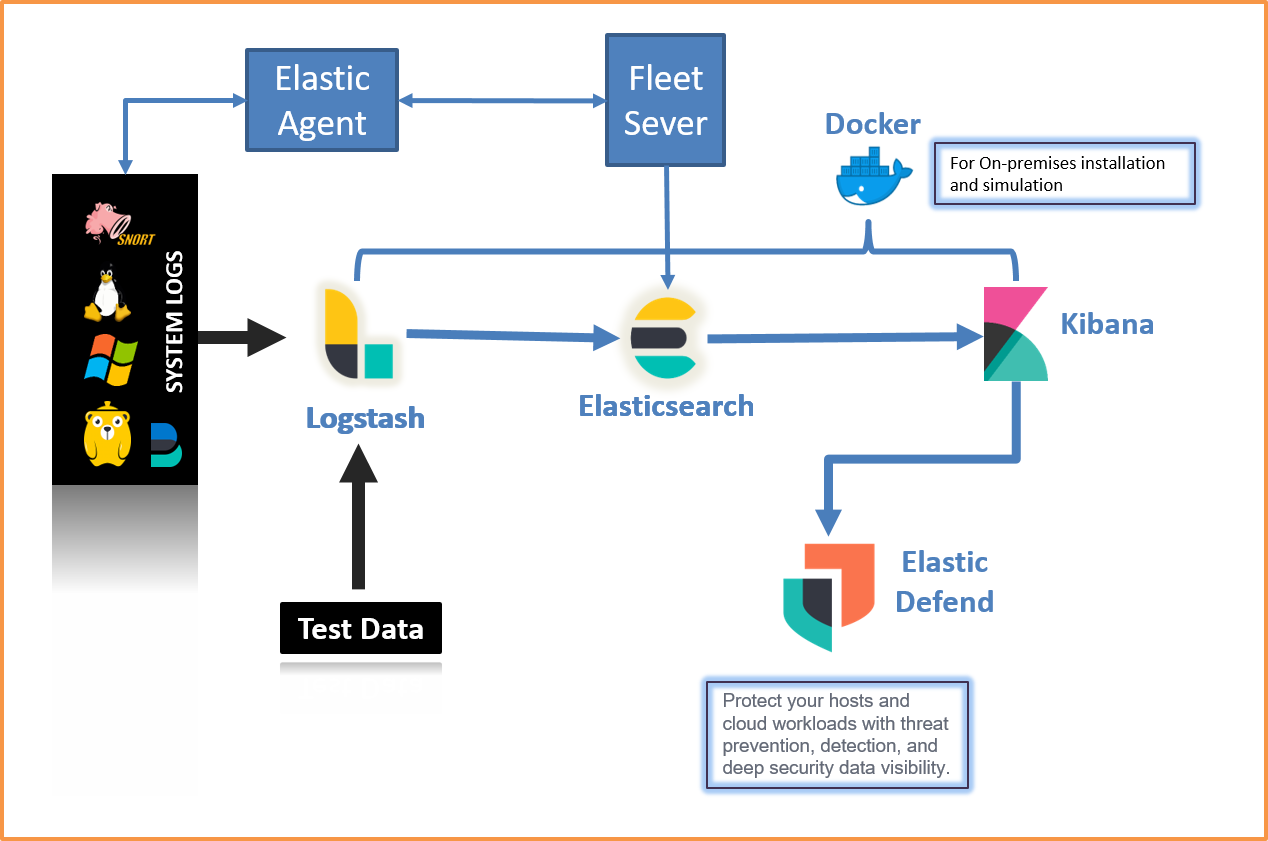 Elastic
Agent
Fleet
Sever
Docker
For On-premises installation
and simulation
SNORT
SYSTEM LOGS
Logstash
Elasticsearch
Kibana
Test Data
Elastic
Defend
Protect your hosts and
cloud workloads with threat
prevention, detection, and
deep security data visibility.